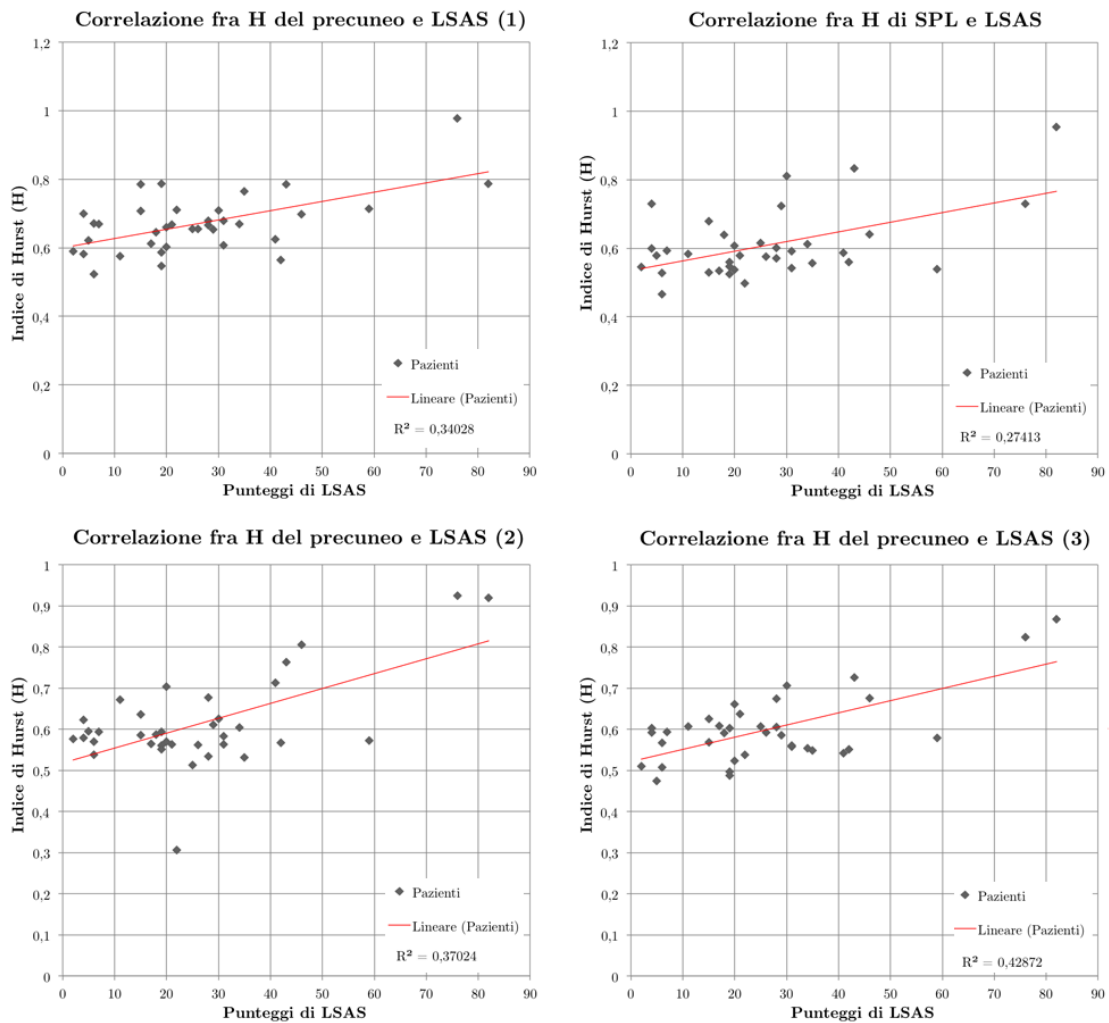 Correlazione fra H del precuneo e LSAS (1)
1,2
1
0,8
0,6
0,4
0,2
0
Indice di Hurst (H)
Pazienti
Lineare (Pazienti)
R² = 0,34028
0 10 20 30 40 50 60 70 80 90
Punteggi di LSAS
Correlazione fra H di SPL e LSAS
1,2
1
0,8
0,6
0,4
0,2
0
Indice di Hurst (H)
Pazienti
Lineare (Pazienti)
R² = 0,27413
0 10 20 30 40 50 60 70 80 90
Punteggi di LSAS
Correlazione fra H del precuneo e LSAS (2)
1
0,9
0,8
0,7
0,6
0,5
0,4
0,3
0,2
0,1
0
Indice di Hurst (H)
Pazienti
Lineare (Pazienti)
R² = 0,37024
0 10 20 30 40 50 60 70 80 90
Punteggi di LSAS
Correlazione fra H del precuneo e LSAS (3)
1
0,9
0,8
0,7
0,6
0,5
0,4
0,3
0,2
0,1
0
Indice di Hurst (H)
Pazienti
Lineare (Pazienti)
R² = 0,42872
0 10 20 30 40 50 60 70 80 90
Punteggi di LSAS